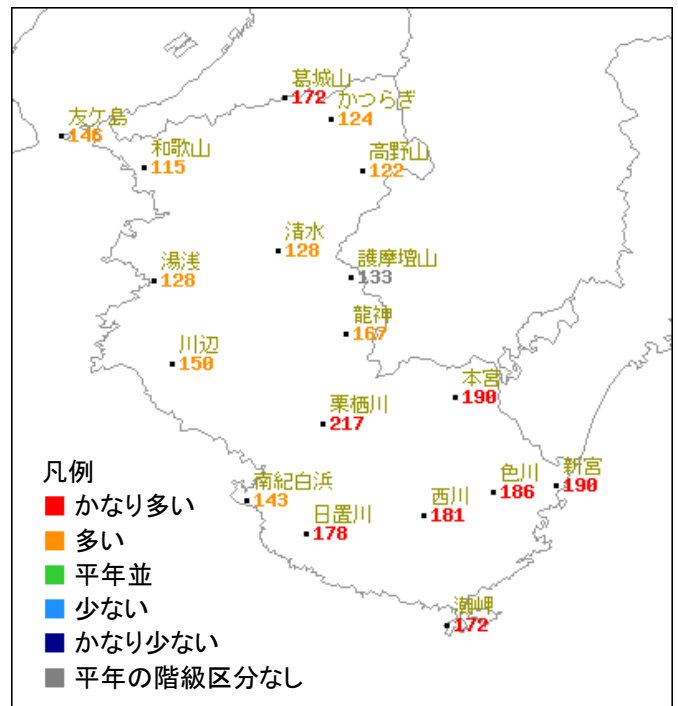 葛城山
172
かつらぎ
124
友ケ島
146
和歌山
115
高野山
122
清水
128
護摩壇山
133
湯浅
128
龍神
167
川辺
150
本宮
190
栗栖川
217
南紀白浜
143
日置川
178
西川
181
色川
186
新宮
190
潮岬
172
凡例
かなり多い
多い
平年並
少ない
かなり少ない
平年の階級区分なし